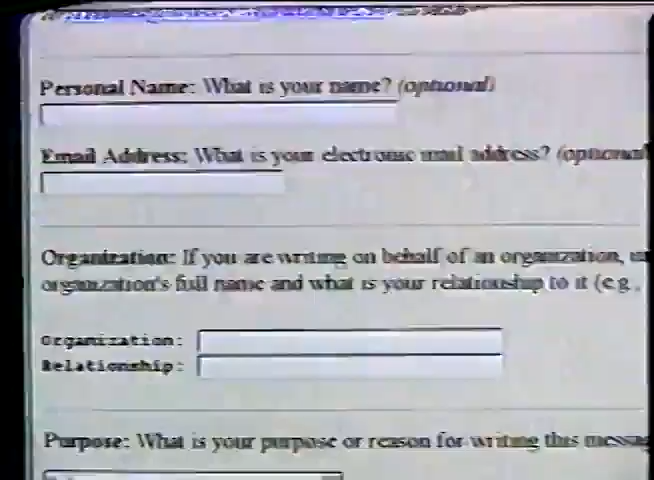 Personal Name: What is your name? (optional)
Email Address: What is your electronic mail address? (optional
Organization: If you are writing on behalf of an organization,
organization's full name and what is your relationship to it (e.g.,
Organization:
Relationship:
Purpose: What is your purpose or reason for writing this